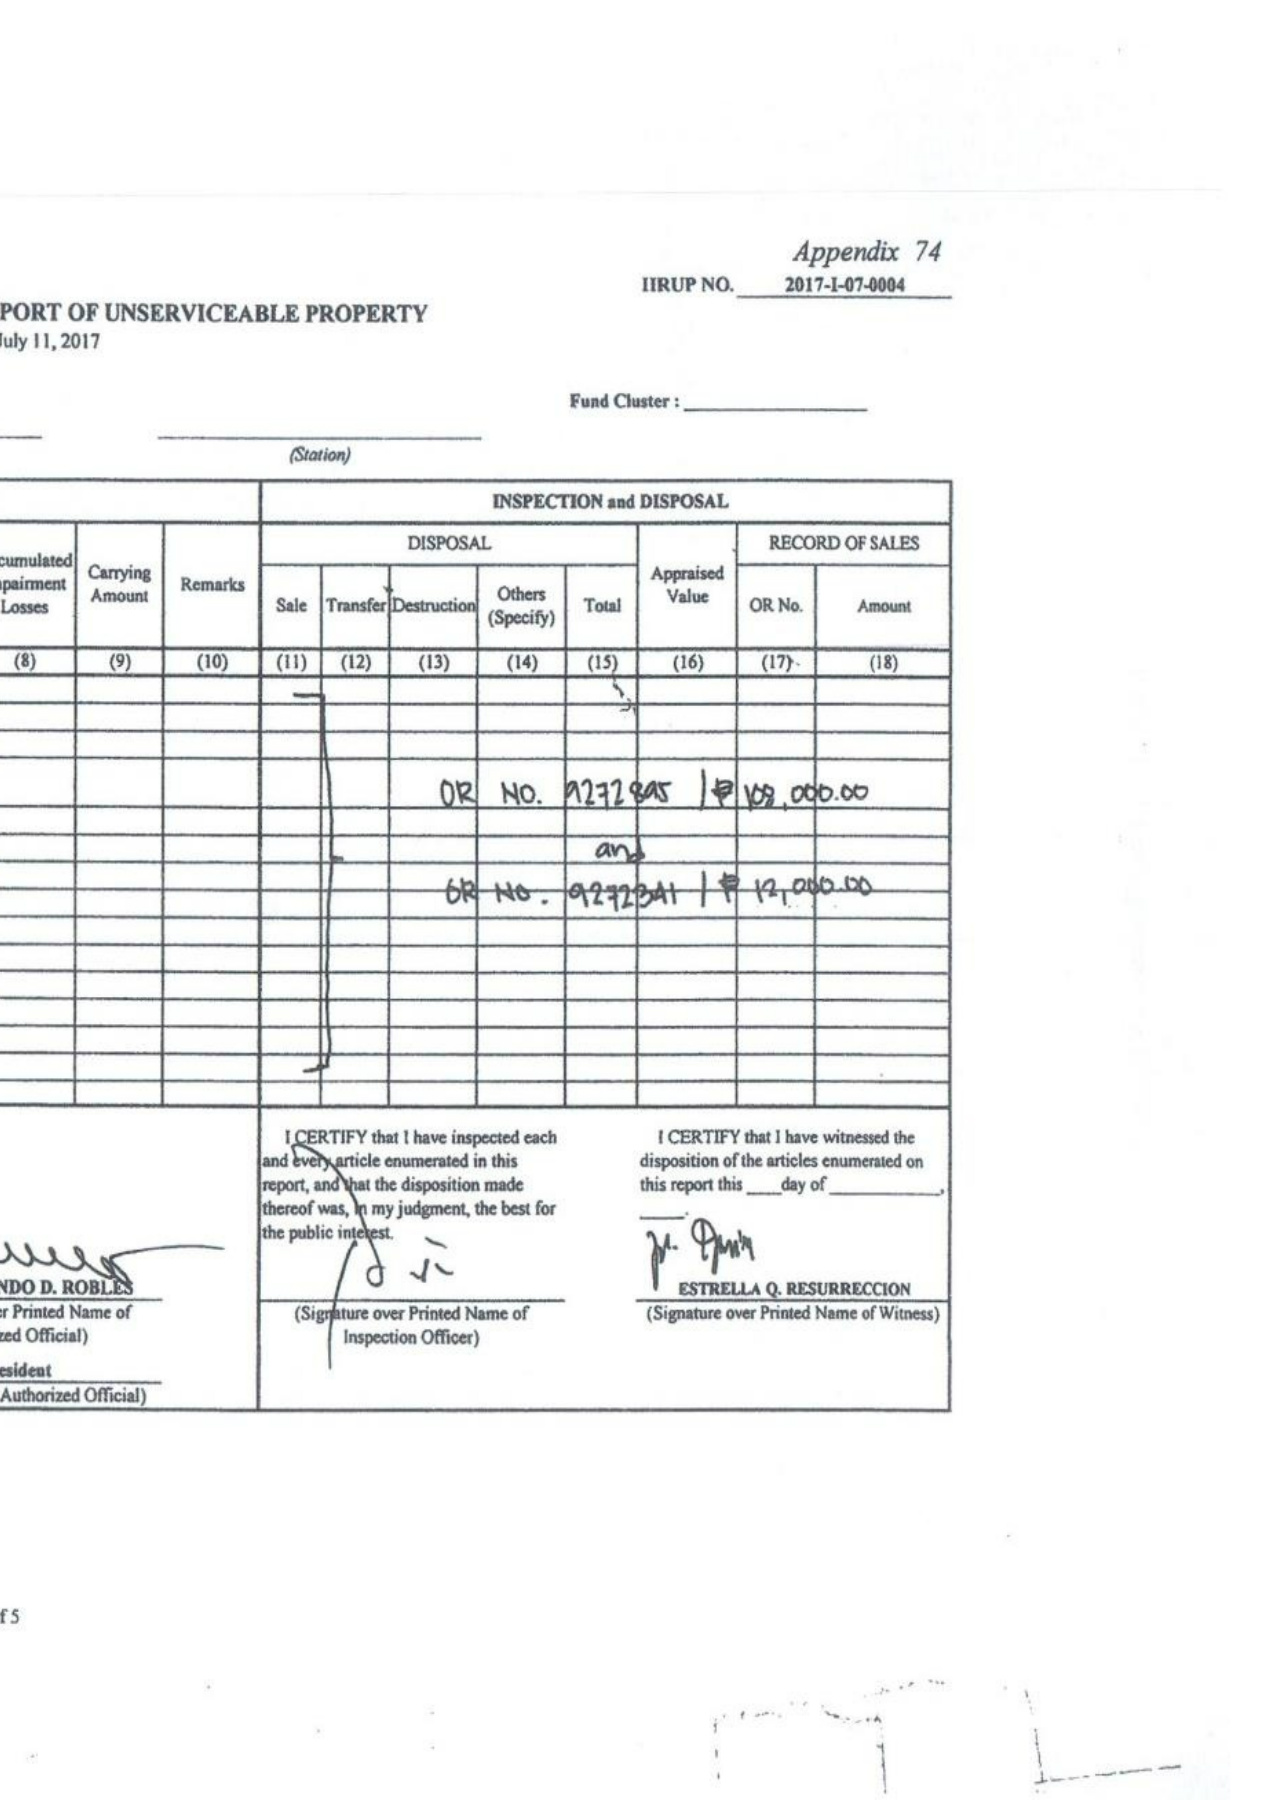 Appendix 74
IIRUP NO. 2017-I-07-0004
PORT OF UNSERVICEABLE PROPERTY
July 11, 2017
Fund Cluster :
(Station)
INSPECTION and DISPOSAL
DISPOSAL
RECORD OF SALES
cumulated
pairment
Losses
Carrying
Amount
Remarks
Sale
Transfer
Destruction
Others
(Specify)
Total
Appraised
Value
OR No.
Amount
(8) (9) (10) (11) (12) (13) (14) (15) (16) (17) (18)
OR NO. 9272895 / ₱ 108,000.00
and
OR NO. 9272341 / ₱ 12,000.00
I CERTIFY that I have inspected each
and every article enumerated in this
report, and that the disposition made
thereof was, in my judgment, the best for
the public interest.
(Signature over Printed Name of
Inspection Officer)
I CERTIFY that I have witnessed the
disposition of the articles enumerated on
this report this ____day of ____________,
____.
ESTRELLA Q. RESURRECCION
(Signature over Printed Name of Witness)
NDO D. ROBLES
er Printed Name of
zed Official)
esident
Authorized Official)
f 5